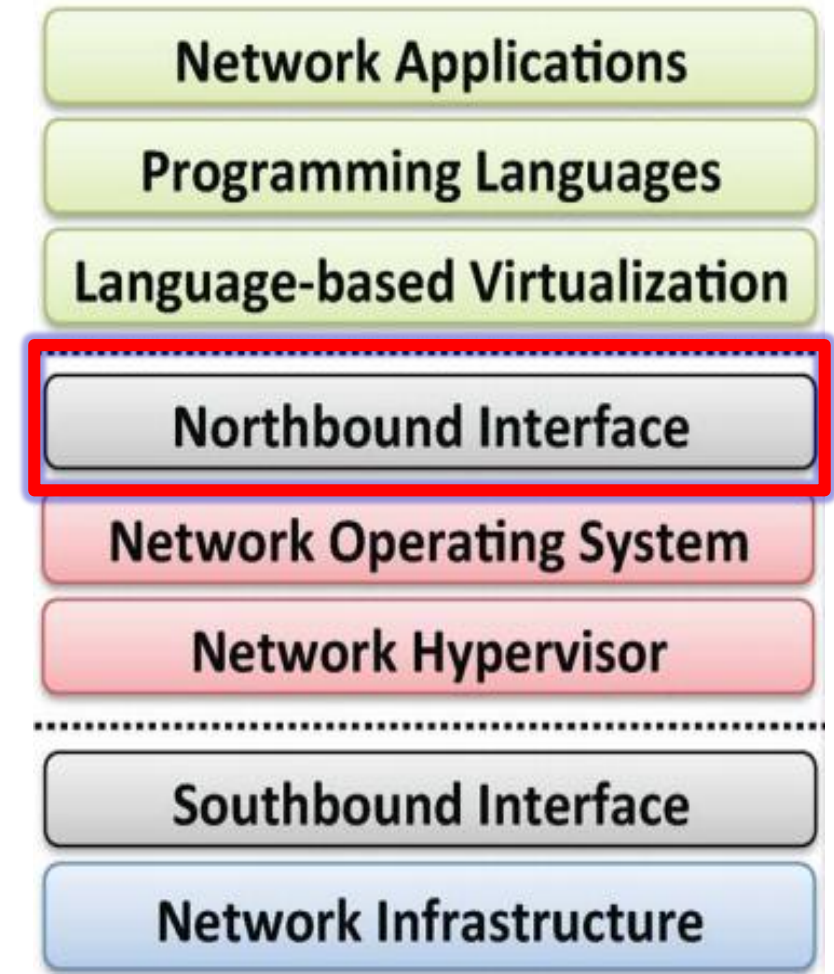 Network Applications
Programming Languages
Language-based Virtualization
Northbound Interface
Network Operating System
Network Hypervisor
Southbound Interface
Network Infrastructure